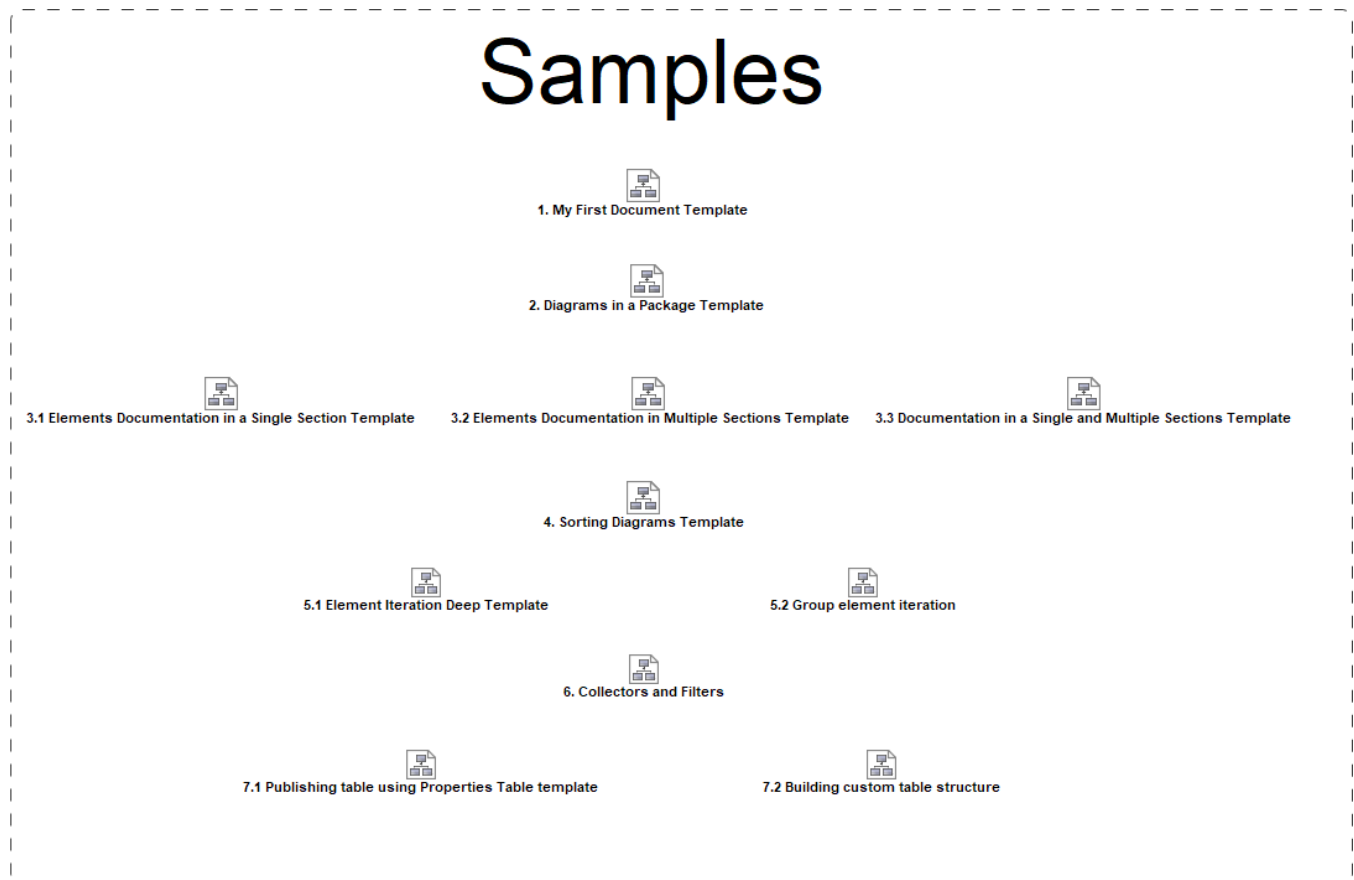 Samples
1. My First Document Template
2. Diagrams in a Package Template
3.1 Elements Documentation in a Single Section Template
3.2 Elements Documentation in Multiple Sections Template
3.3 Documentation in a Single and Multiple Sections Template
4. Sorting Diagrams Template
5.1 Element Iteration Deep Template
5.2 Group element iteration
6. Collectors and Filters
7.1 Publishing table using Properties Table template
7.2 Building custom table structure